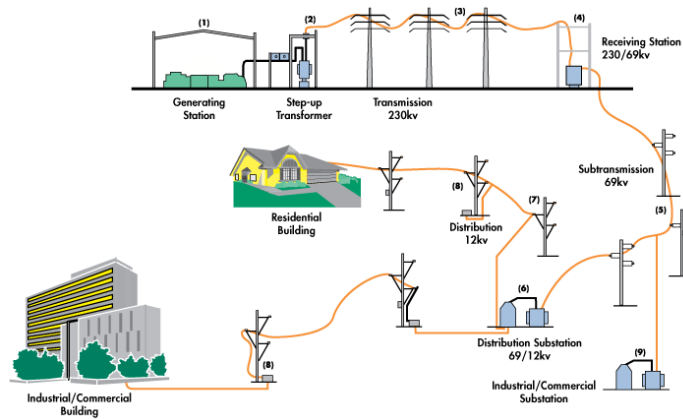 (1)
(2)
(3)
(4)
Receiving Station
230/69kv
Generating
Station
Step-up
Transformer
Transmission
230kv
Subtransmission
69kv
(5)
Residential
Building
(8)
Distribution
12kv
(7)
(6)
Distribution Substation
69/12kv
(9)
Industrial/Commercial
Substation
(8)
Industrial/Commercial
Building